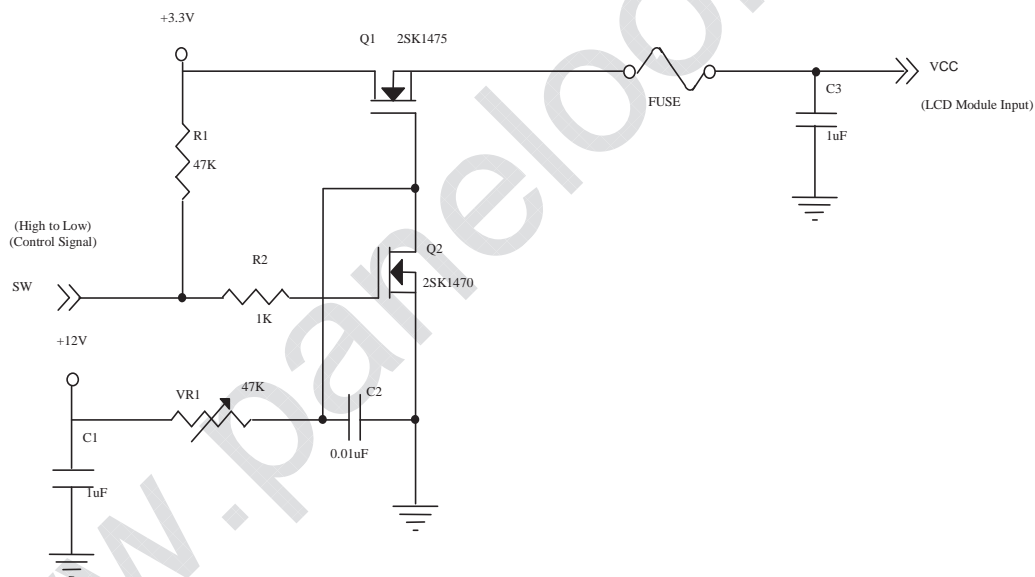 +3.3V
Q1 2SK1475
VCC
C3
FUSE
(LCD Module Input)
1uF
R1
47K
(High to Low)
(Control Signal)
Q2
R2
SW
2SK1470
1K
+12V
47K
VR1
C2
C1
0.01uF
1uF
w.paneloo